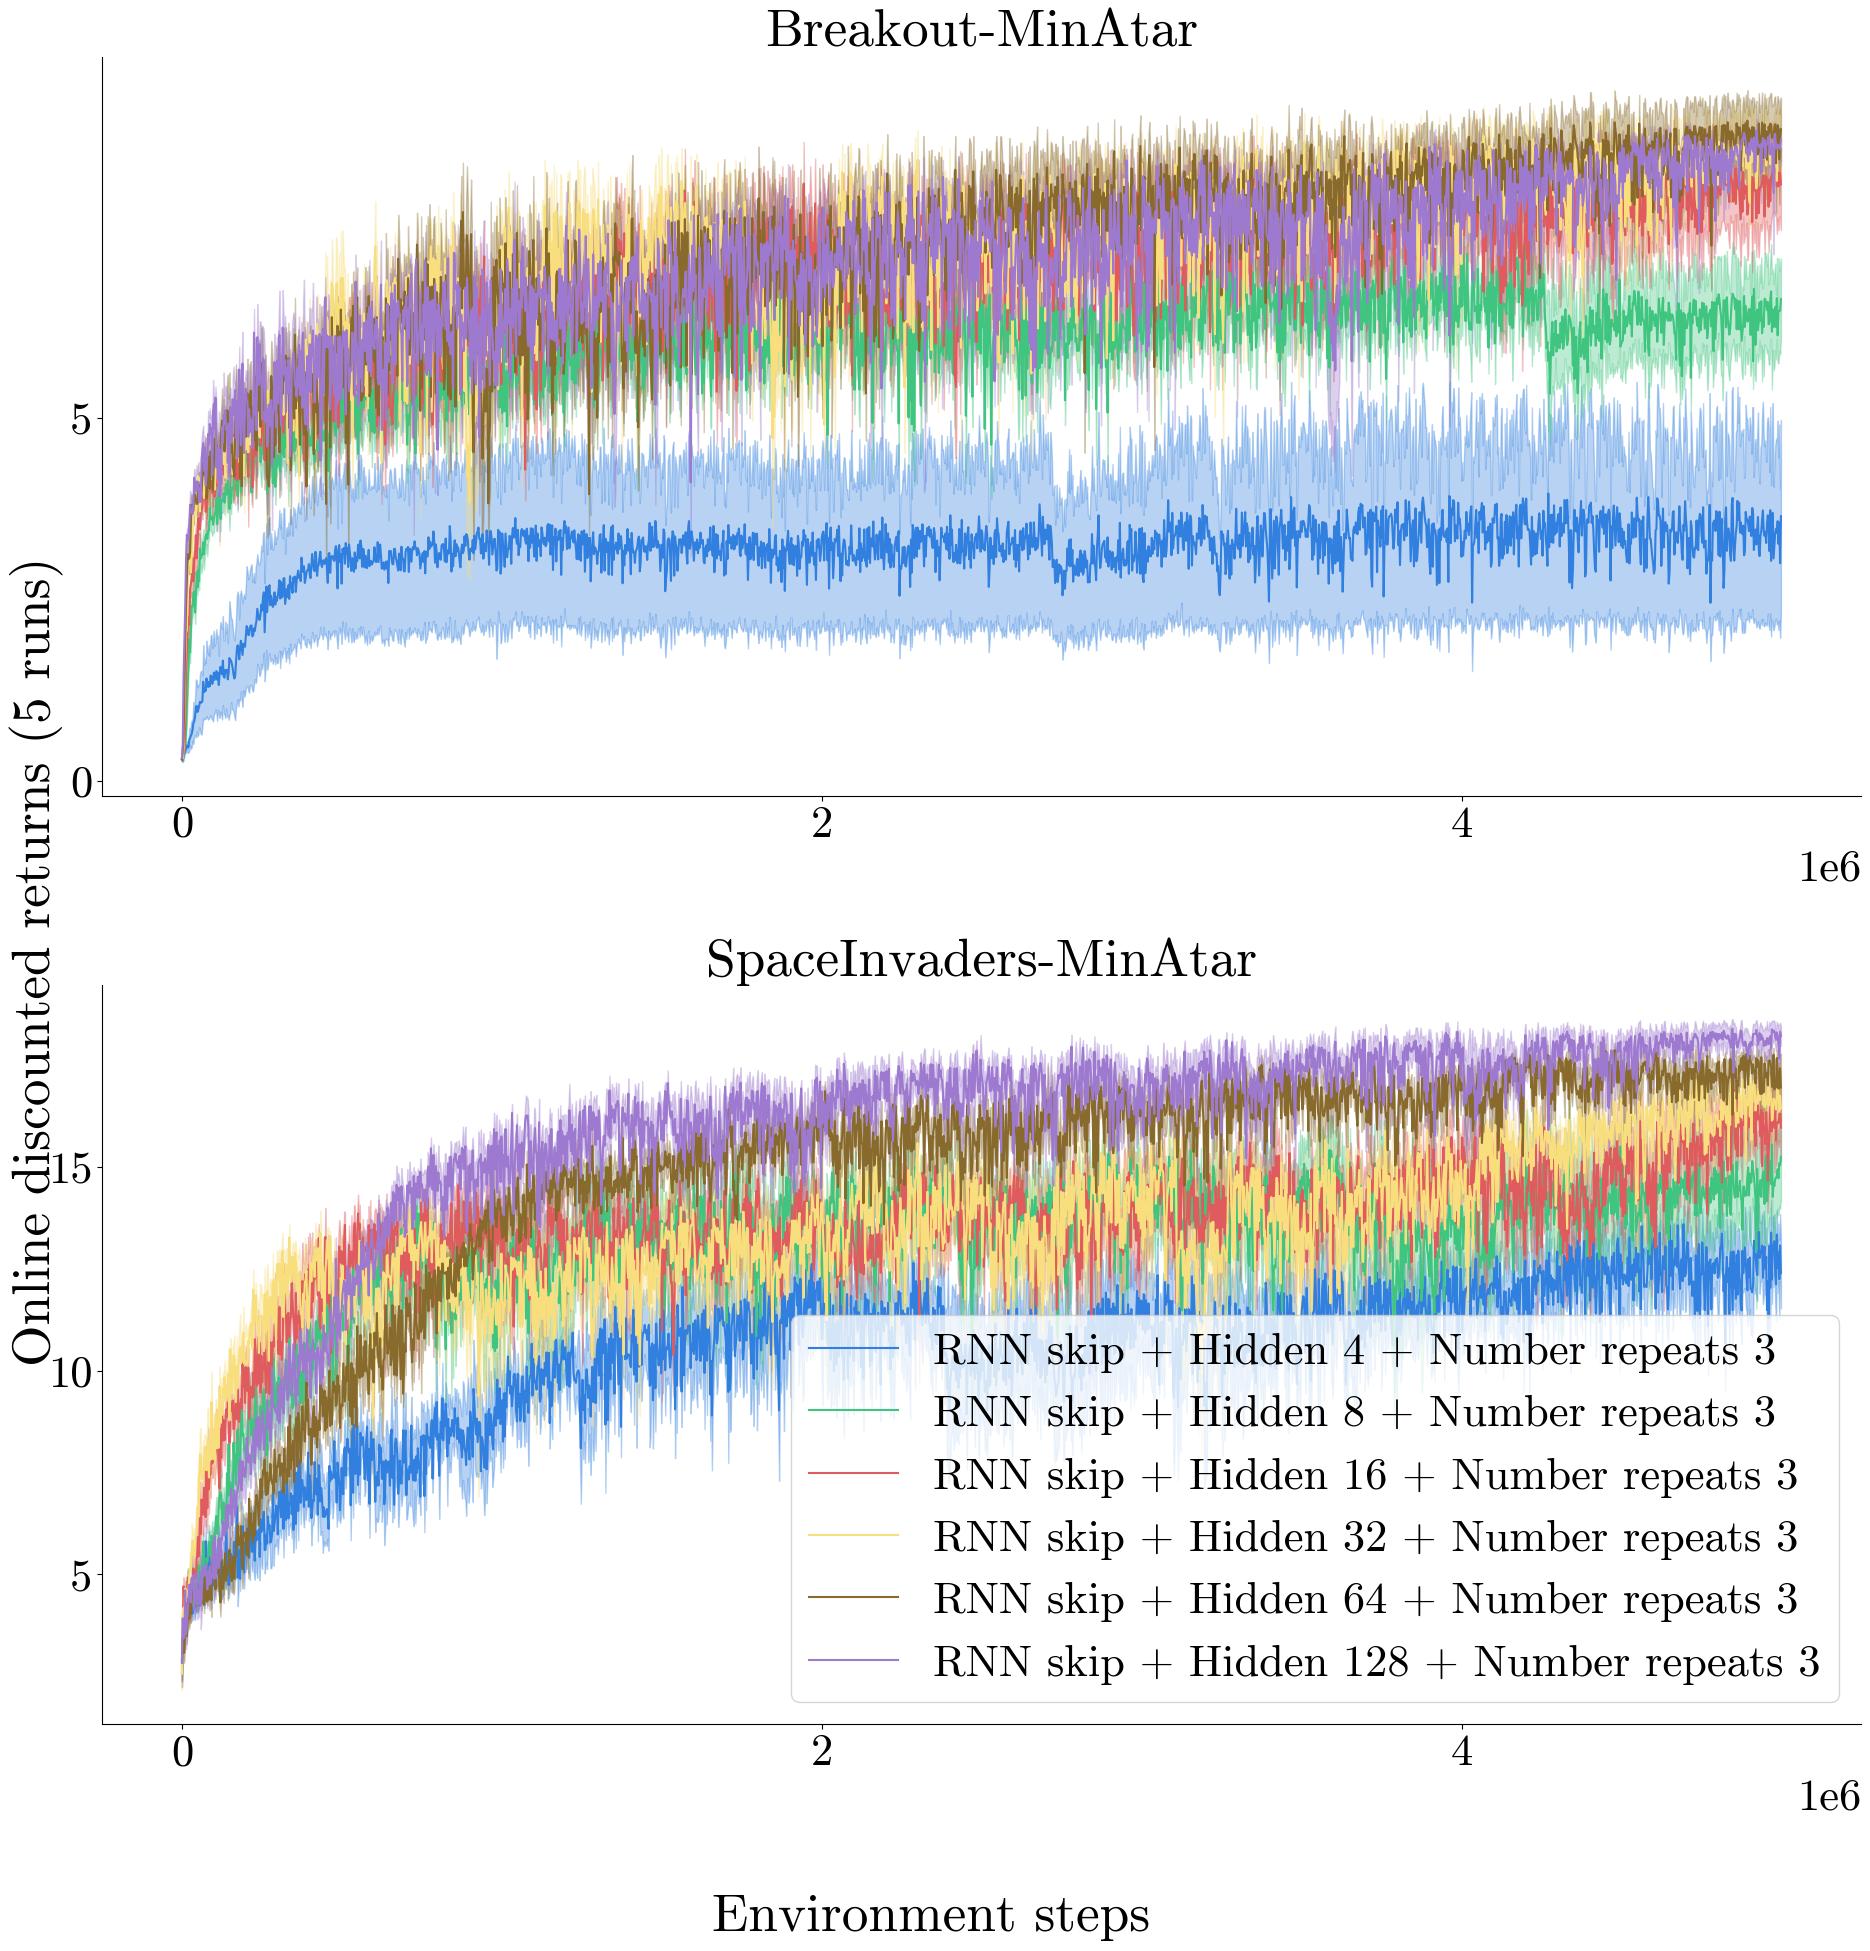 Breakout-MinAtar
5
0
0 2 4
1e6
Online discounted returns (5 runs)
SpaceInvaders-MinAtar
15
10
5
RNN skip + Hidden 4 + Number repeats 3
RNN skip + Hidden 8 + Number repeats 3
RNN skip + Hidden 16 + Number repeats 3
RNN skip + Hidden 32 + Number repeats 3
RNN skip + Hidden 64 + Number repeats 3
RNN skip + Hidden 128 + Number repeats 3
0 2 4
1e6
Environment steps